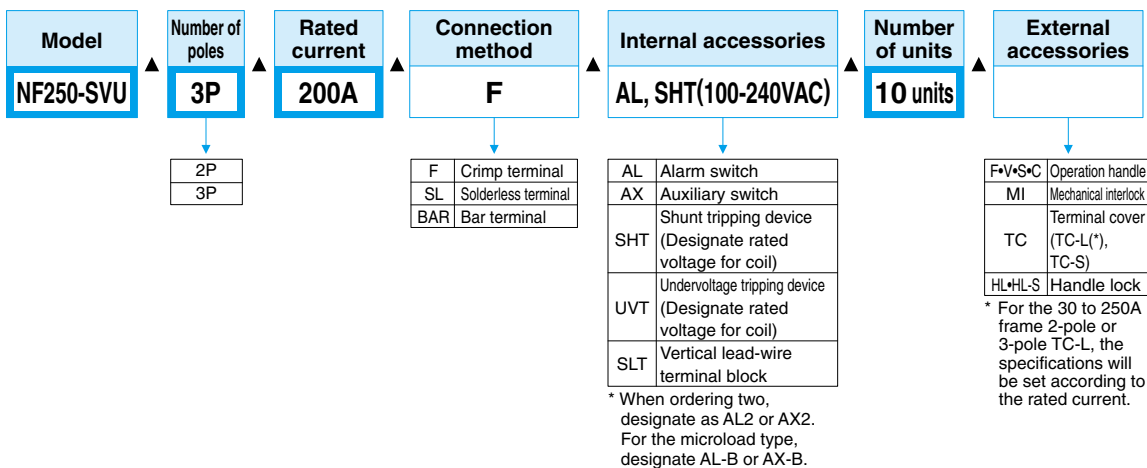 Model
Number of
poles
Rated
current
Connection
method
Internal accessories
Number
of units
External
accessories
NF250-SVU
▲
3P
▲
200A
▲
F
▲
AL, SHT(100-240VAC)
▲
10 units
▲
2P
3P
F Crimp terminal
SL Solderless terminal
BAR Bar terminal
AL Alarm switch
AX Auxiliary switch
SHT Shunt tripping device
(Designate rated
voltage for coil)
UVT Undervoltage tripping device
(Designate rated
voltage for coil)
SLT Vertical lead-wire
terminal block
* When ordering two,
designate as AL2 or AX2.
For the microload type,
designate AL-B or AX-B.
F•V•S•C Operation handle
MI Mechanical interlock
TC Terminal cover
(TC-L(*),
TC-S)
HL•HL-S Handle lock
* For the 30 to 250A
frame 2-pole or
3-pole TC-L, the
specifications will
be set according to
the rated current.